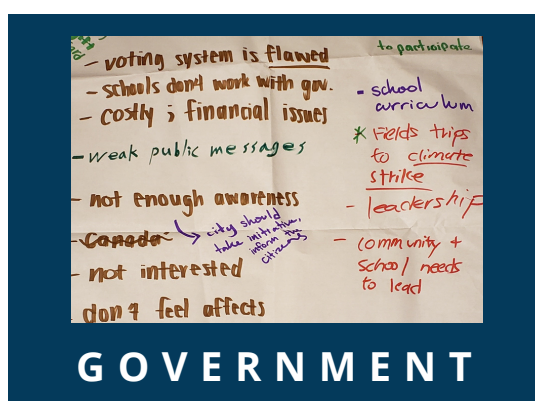 - voting system is flawed
- schools don't work with gov.
- costly ; financial issues
- weak public messages
- not enough awareness
city should
take initiative,
inform the
citizens
- Canada
- not interested
don't feel affects
to participate
- school
curriculum
* Fields trips
to climate
strike
- leadership
- community +
school needs
to lead
GOVERNMENT